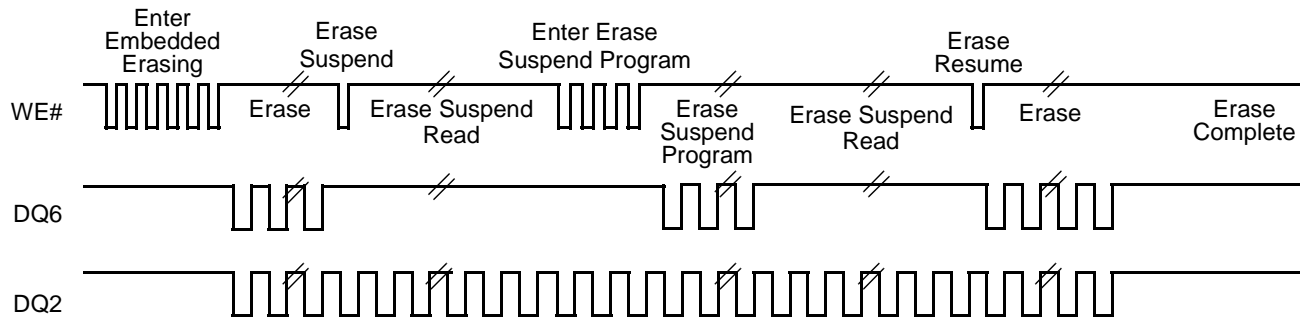 Enter
Embedded
Erasing
Erase
Suspend
Enter Erase
Suspend Program
Erase
Resume
WE#
Erase
Erase Suspend
Read
Erase
Suspend
Program
Erase Suspend
Read
Erase
Erase
Complete
DQ6
DQ2